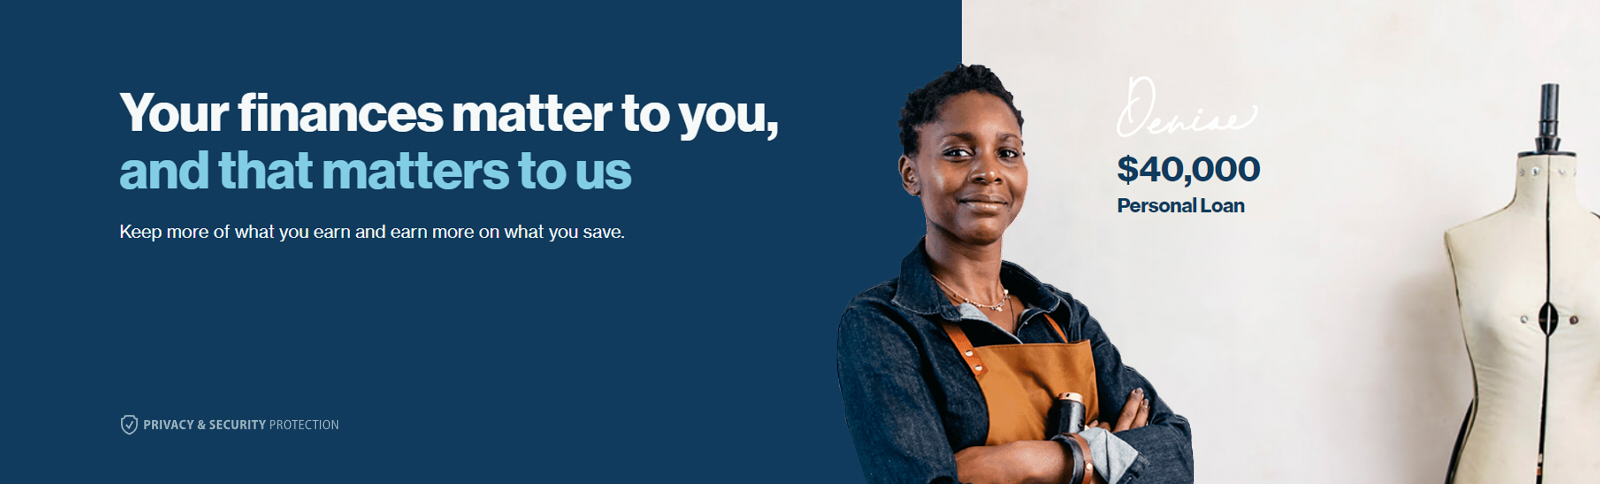 Your finances matter to you,
and that matters to us
Keep more of what you earn and earn more on what you save.
PRIVACY & SECURITY PROTECTION
Denise
$40,000
Personal Loan